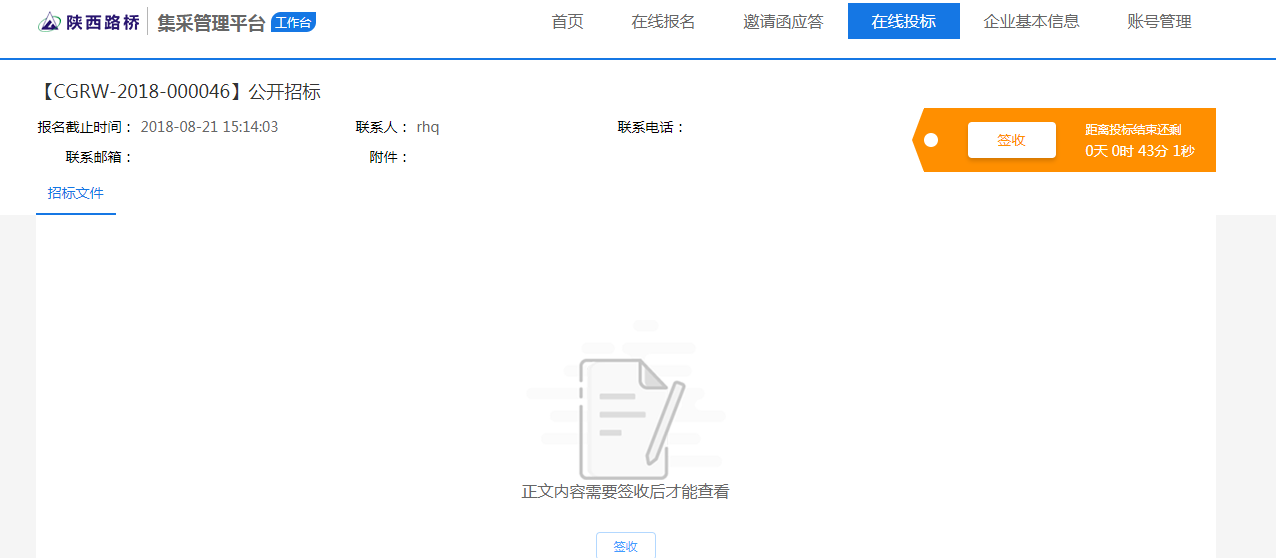 陕西路桥 集采管理平台 工作台 首页 在线报名 邀请函应答 在线投标 企业基本信息 账号管理
【CGRW-2018-000046】公开招标
报名截止时间： 2018-08-21 15:14:03 联系人： rhq 联系电话：
联系邮箱： 附件：
签收
距离投标结束还剩
0天 0时 43分 1秒
招标文件
正文内容需要签收后才能查看
签收